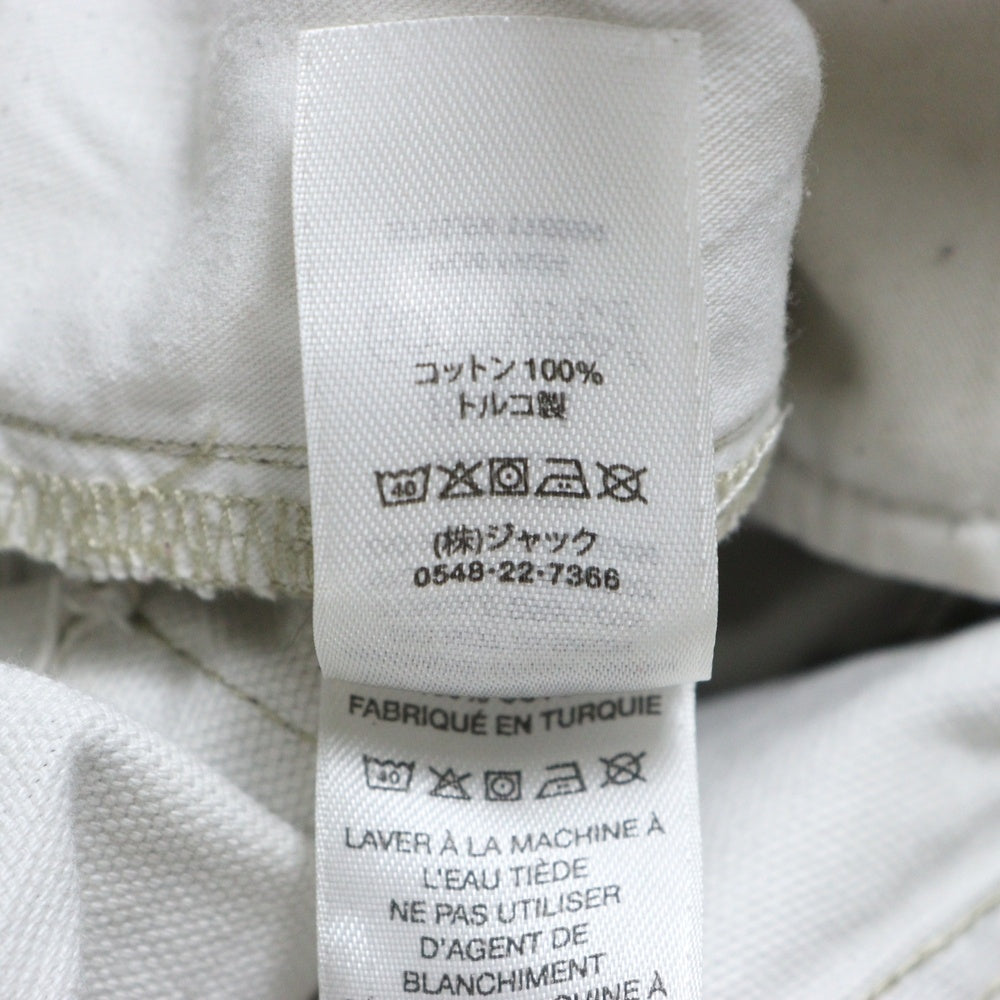 コットン 100%
トルコ製
40
(株)ジャック
0548-22-7366
FABRIQUÉ EN TURQUIE
40
LAVER À LA MACHINE À
L'EAU TIÈDE
NE PAS UTILISER
D'AGENT DE
BLANCHIMENT